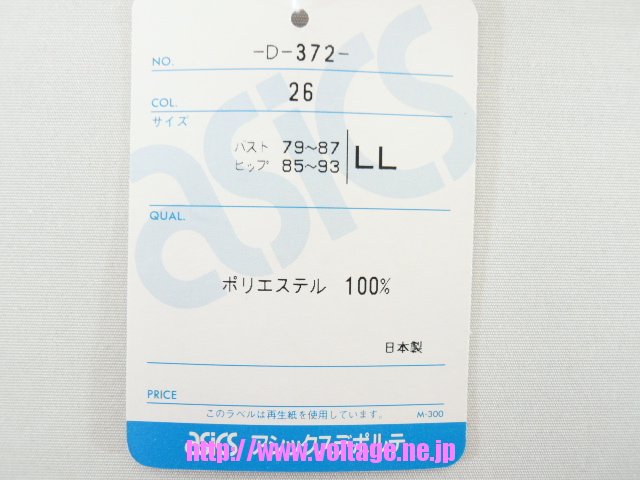 NO. -D-372-
COL. 26
サイズ
バスト 79~87
ヒップ 85~93 LL
asics
QUAL.
ポリエステル 100%
日本製
PRICE
このラベルは再生紙を使用しています。 M-300
asics アシックスデポルテ
http://www.voltage.ne.jp